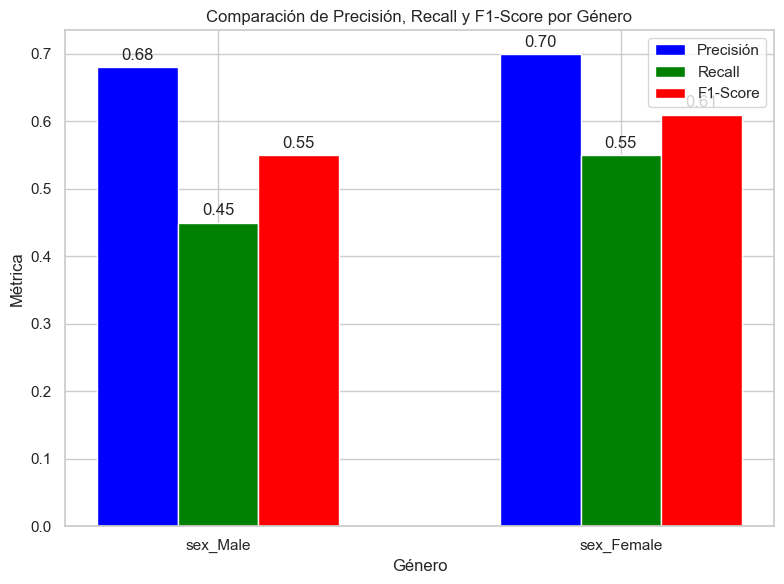 Comparación de Precisión, Recall y F1-Score por Género
Precisión
Recall
F1-Score
Métrica
0.7
0.6
0.5
0.4
0.3
0.2
0.1
0.0
0.68
0.45
0.55
0.70
0.55
0.61
sex_Male
sex_Female
Género